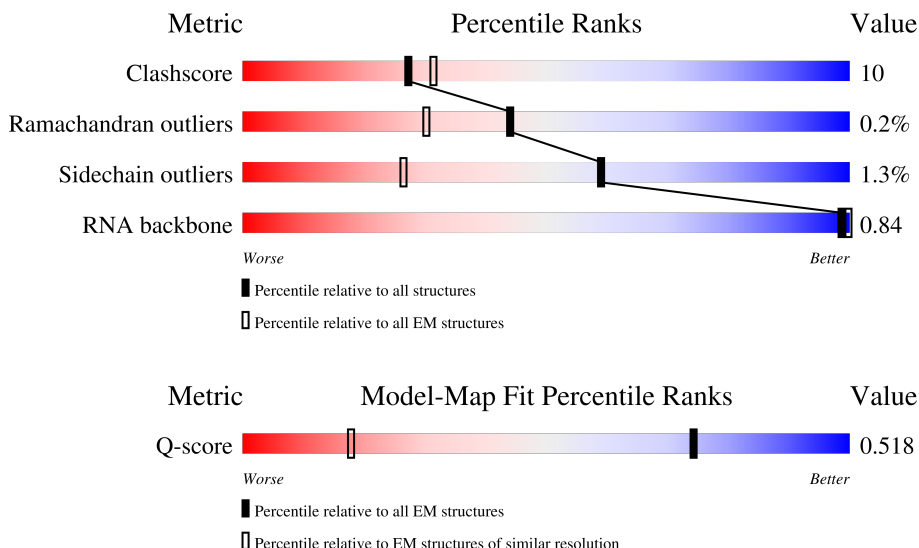 Metric Percentile Ranks Value
Clashscore 10
Ramachandran outliers 0.2%
Sidechain outliers 1.3%
RNA backbone 0.84
Worse Better
Percentile relative to all structures
Percentile relative to all EM structures
Metric Model-Map Fit Percentile Ranks Value
Q-score 0.518
Worse Better
Percentile relative to all EM structures
Percentile relative to EM structures of similar resolution